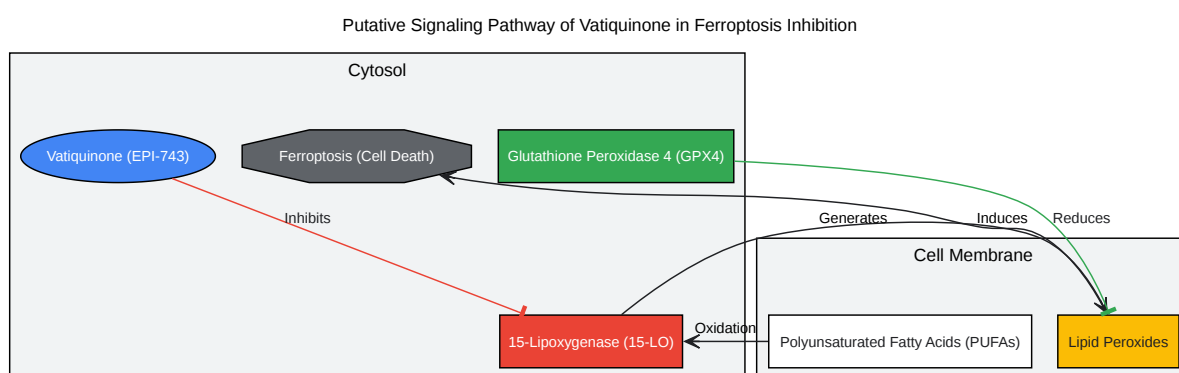 Putative Signaling Pathway of Vatiquinone in Ferroptosis Inhibition
Cytosol
Vatiquinone (EPI-743)
Ferroptosis (Cell Death)
Glutathione Peroxidase 4 (GPX4)
Inhibits
Generates
Induces
Reduces
Cell Membrane
15-Lipoxygenase (15-LO)
Oxidation
Polyunsaturated Fatty Acids (PUFAs)
Lipid Peroxides